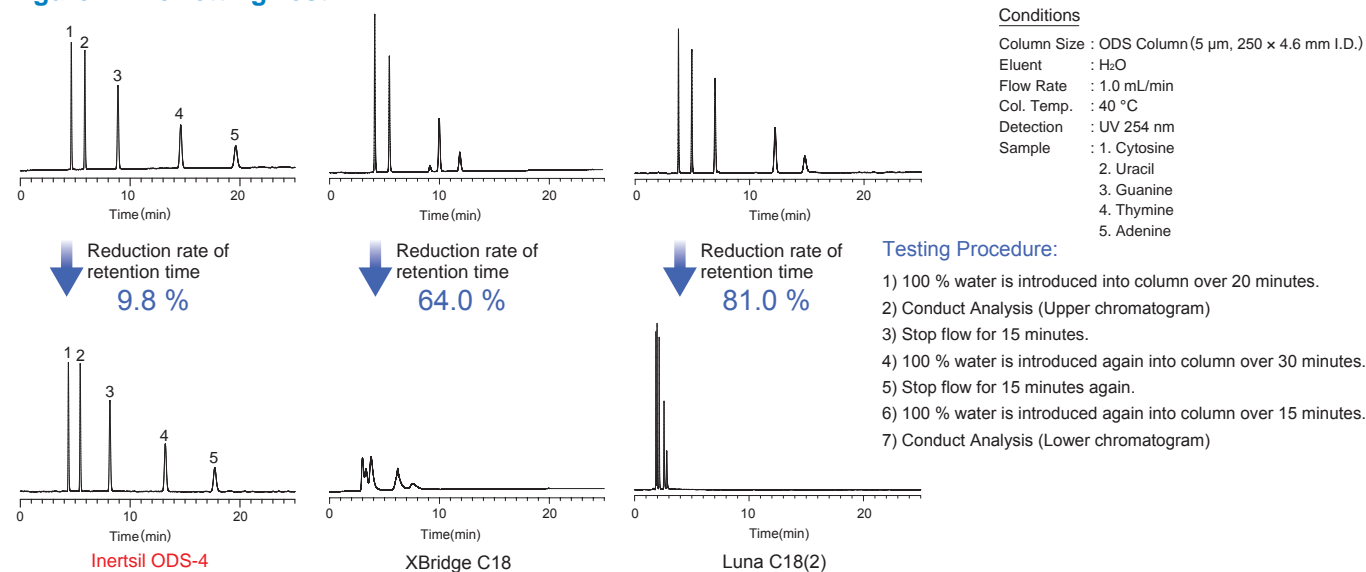 1
2
3
4
5
0
10
20
Time(min)
0
10
20
Time(min)
0
10
20
Time(min)
Conditions
Column Size : ODS Column (5 µm, 250 × 4.6 mm I.D.)
Eluent : H₂O
Flow Rate : 1.0 mL/min
Col. Temp. : 40 °C
Detection : UV 254 nm
Sample : 1. Cytosine
2. Uracil
3. Guanine
4. Thymine
5. Adenine
Reduction rate of
retention time
9.8 %
Reduction rate of
retention time
64.0 %
Reduction rate of
retention time
81.0 %
Testing Procedure:
1) 100 % water is introduced into column over 20 minutes.
2) Conduct Analysis (Upper chromatogram)
3) Stop flow for 15 minutes.
4) 100 % water is introduced again into column over 30 minutes.
5) Stop flow for 15 minutes again.
6) 100 % water is introduced again into column over 15 minutes.
7) Conduct Analysis (Lower chromatogram)
1
2
3
4
5
0
10
20
Time(min)
Inertsil ODS-4
0
10
20
Time(min)
XBridge C18
0
10
20
Time(min)
Luna C18(2)